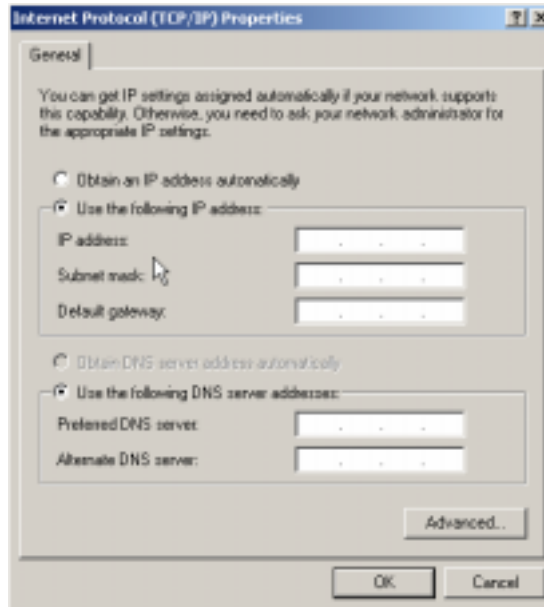 Internet Protocol (TCP/IP) Properties
General
You can get IP settings assigned automatically if your network supports
this capability. Otherwise, you need to ask your network administrator for
the appropriate IP settings.
Obtain an IP address automatically
Use the following IP address:
IP address:
Subnet mask:
Default gateway:
Obtain DNS server address automatically
Use the following DNS server addresses:
Preferred DNS server:
Alternate DNS server:
Advanced...
OK
Cancel